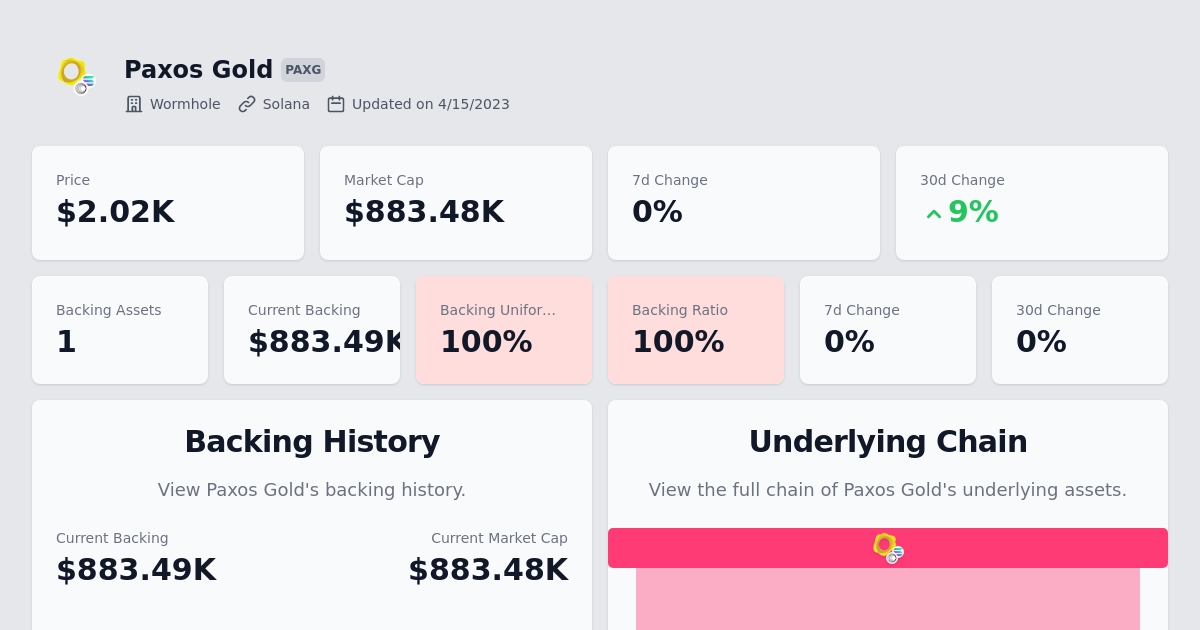 Paxos Gold PAXG
Wormhole Solana Updated on 4/15/2023
Price
$2.02K
Market Cap
$883.48K
7d Change
0%
30d Change
9%
Backing Assets
1
Current Backing
$883.49K
Backing Unifor...
100%
Backing Ratio
100%
7d Change
0%
30d Change
0%
Backing History
View Paxos Gold's backing history.
Current Backing
$883.49K
Current Market Cap
$883.48K
Underlying Chain
View the full chain of Paxos Gold's underlying assets.